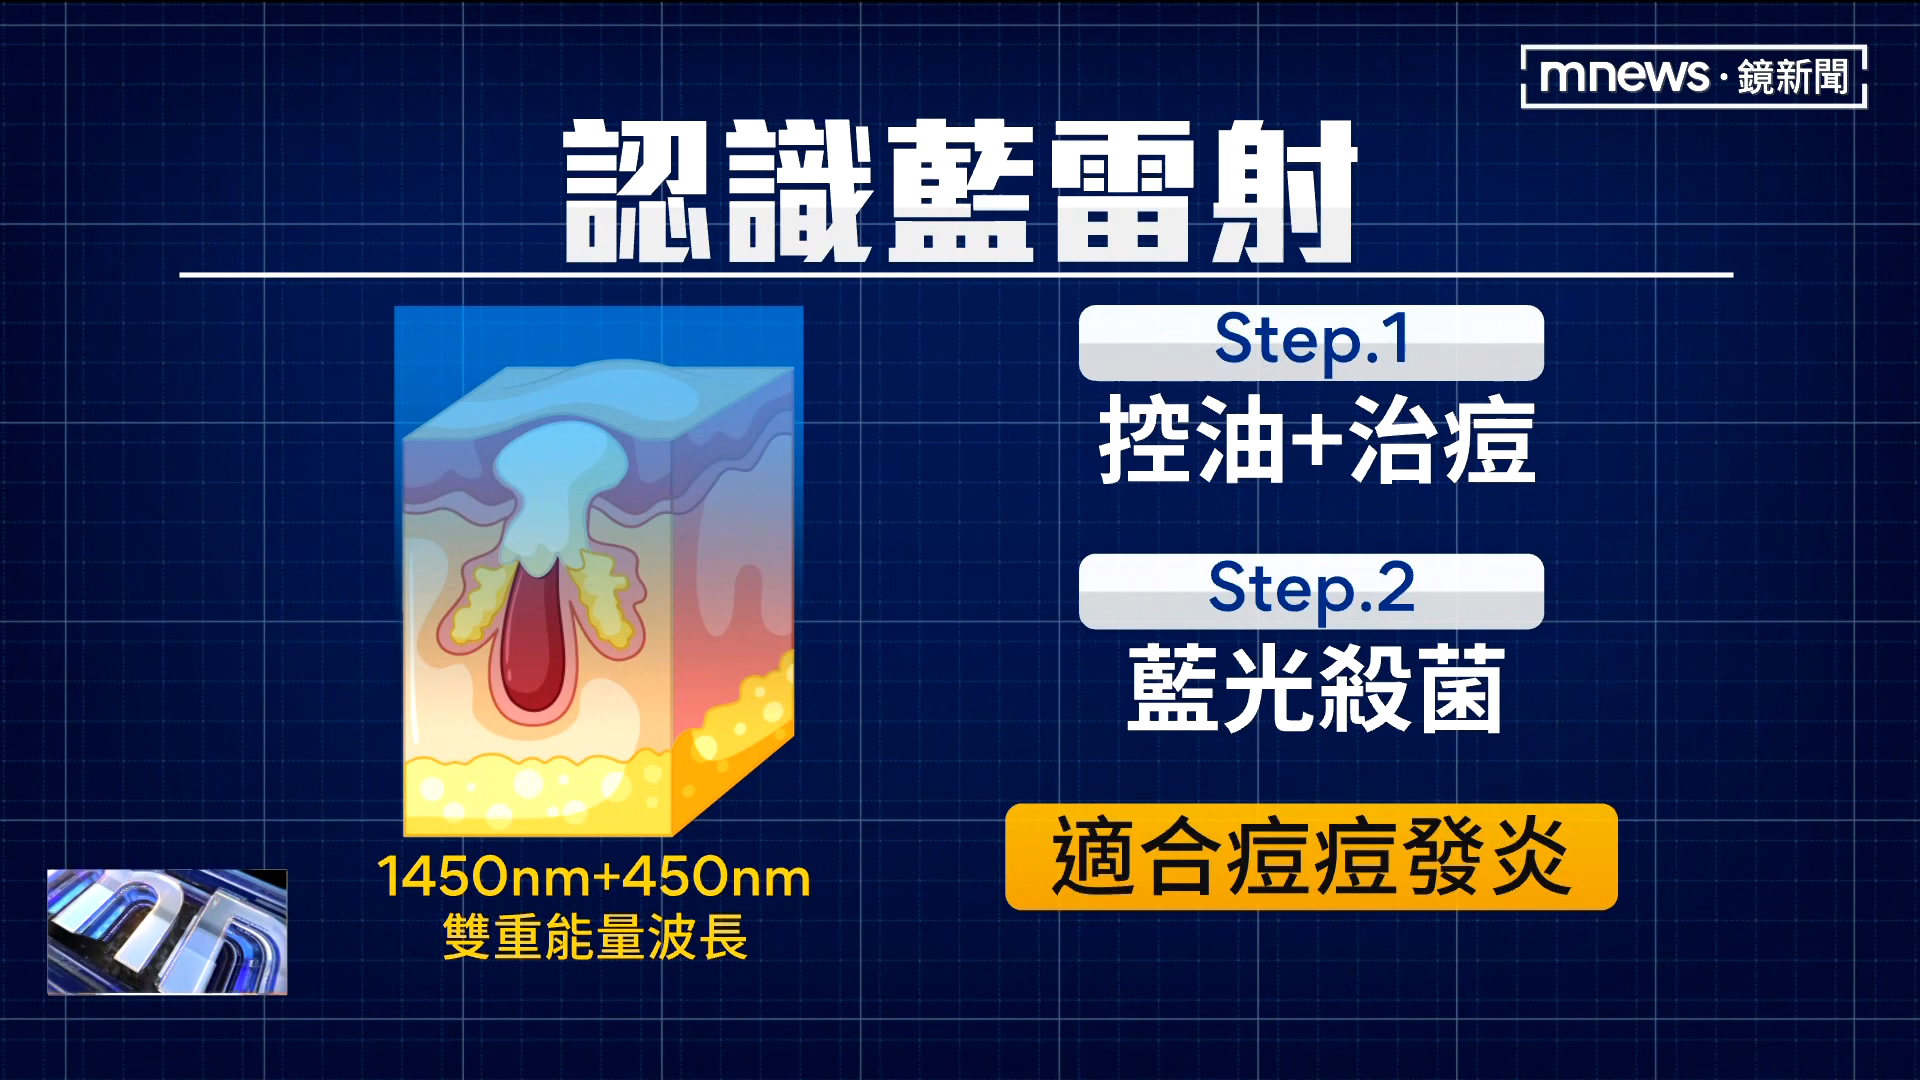 mnews·鏡新聞
認識藍雷射
Step.1
控油+治痘
Step.2
藍光殺菌
適合痘痘發炎
1450nm+450nm
雙重能量波長